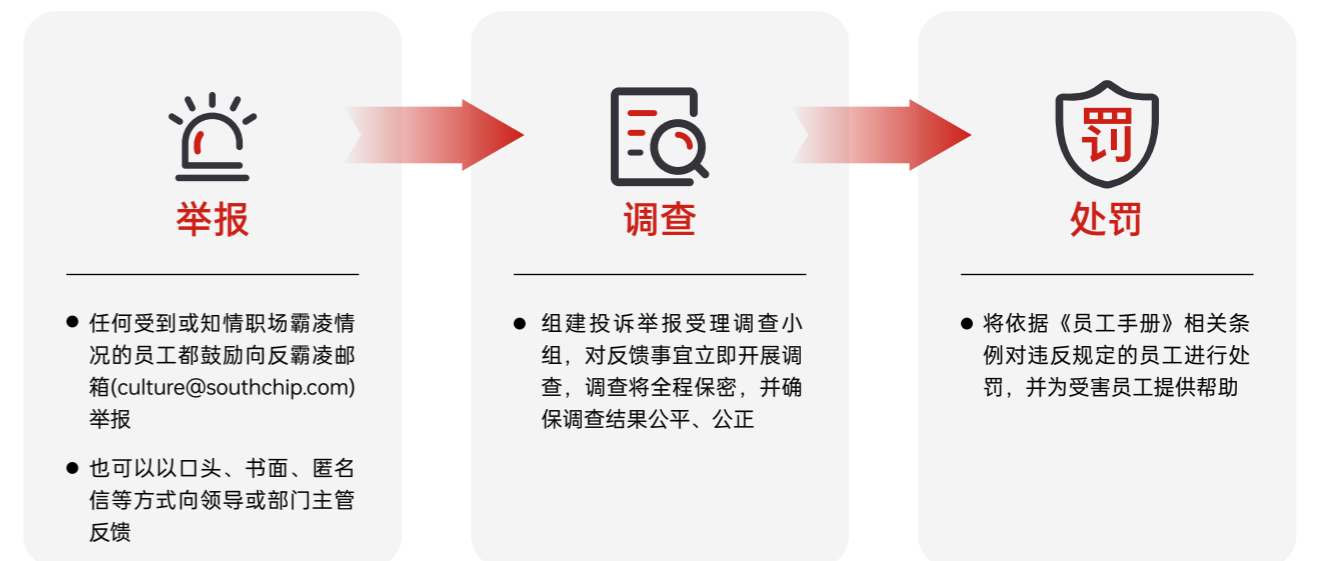 举报
任何受到或知情职场霸凌情
况的员工都鼓励向反霸凌邮
箱(culture@southchip.com)
举报
也可以以口头、书面、匿名
信等方式向领导或部门主管
反馈
调查
组建投诉举报受理调查小
组，对反馈事宜立即开展调
查，调查将全程保密，并确
保调查结果公平、公正
罚
处罚
将依据《员工手册》相关条
例对违反规定的员工进行处
罚，并为受害员工提供帮助